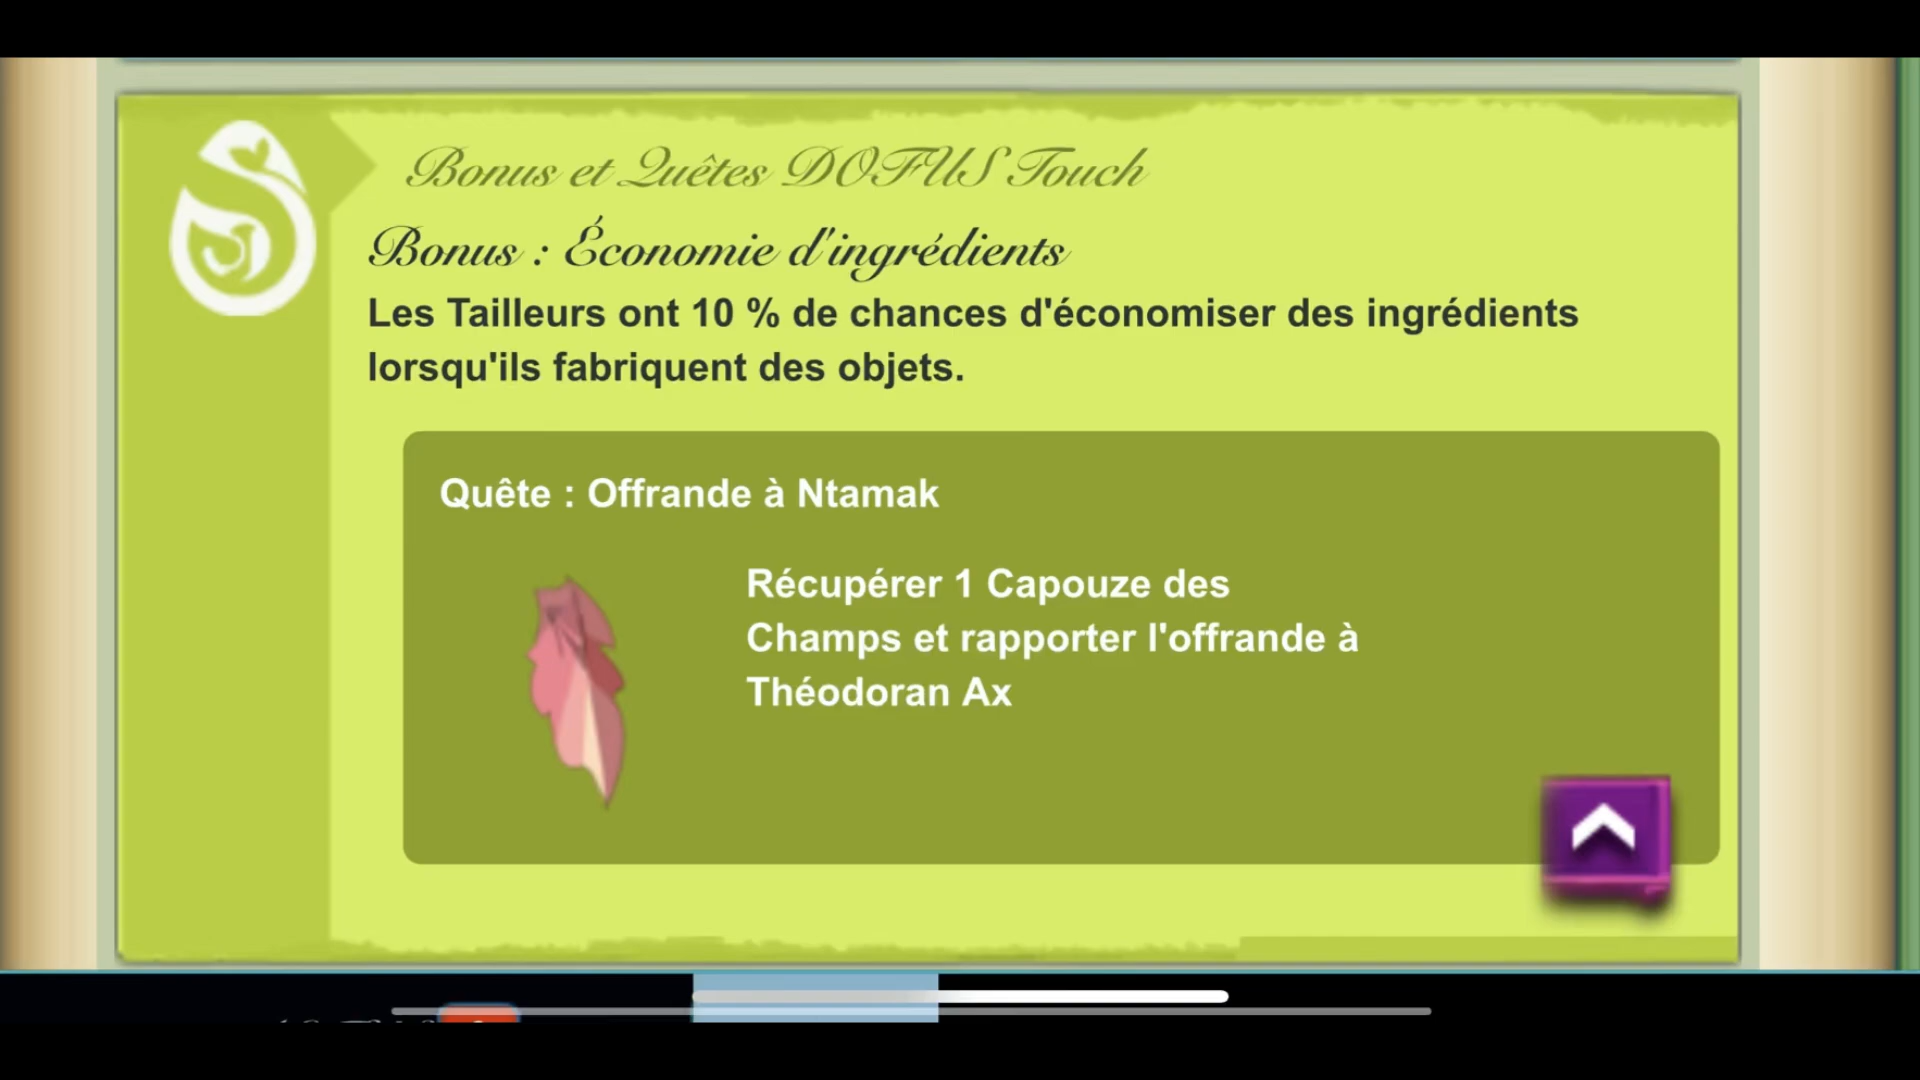 Bonus et Quêtes DOFUS Touch
Bonus : Économie d'ingrédients
Les Tailleurs ont 10 % de chances d'économiser des ingrédients
lorsqu'ils fabriquent des objets.
Quête : Offrande à Ntamak
Récupérer 1 Capouze des
Champs et rapporter l'offrande à
Théodoran Ax